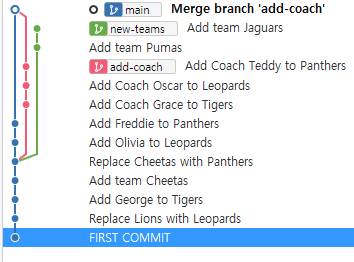 main Merge branch 'add-coach'
new-teams Add team Jaguars
Add team Pumas
add-coach Add Coach Teddy to Panthers
Add Coach Oscar to Leopards
Add Coach Grace to Tigers
Add Freddie to Panthers
Add Olivia to Leopards
Replace Cheetas with Panthers
Add team Cheetas
Add George to Tigers
Replace Lions with Leopards
FIRST COMMIT